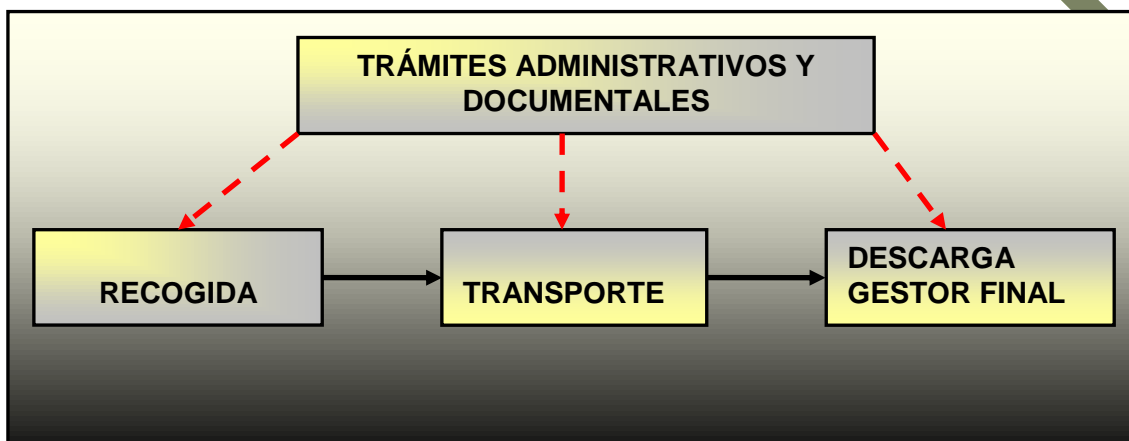 TRÁMITES ADMINISTRATIVOS Y
DOCUMENTALES
RECOGIDA
TRANSPORTE
DESCARGA
GESTOR FINAL